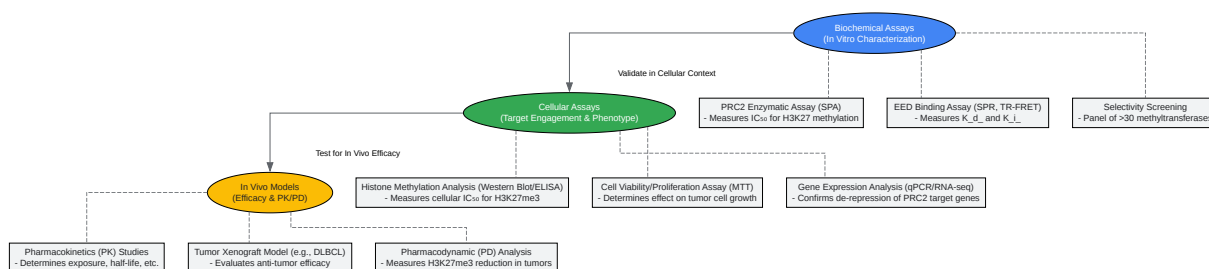 Biochemical Assays
(In Vitro Characterization)
Validate in Cellular Context
Cellular Assays
(Target Engagement & Phenotype)
PRC2 Enzymatic Assay (SPA)
- Measures IC₅₀ for H3K27 methylation
EED Binding Assay (SPR, TR-FRET)
- Measures K_d_ and K_i_
Selectivity Screening
- Panel of >30 methyltransferases
Test for In Vivo Efficacy
In Vivo Models
(Efficacy & PK/PD)
Histone Methylation Analysis (Western Blot/ELISA)
- Measures cellular IC₅₀ for H3K27me3
Cell Viability/Proliferation Assay (MTT)
- Determines effect on tumor cell growth
Gene Expression Analysis (qPCR/RNA-seq)
- Confirms de-repression of PRC2 target genes
Pharmacokinetics (PK) Studies
- Determines exposure, half-life, etc.
Tumor Xenograft Model (e.g., DLBCL)
- Evaluates anti-tumor efficacy
Pharmacodynamic (PD) Analysis
- Measures H3K27me3 reduction in tumors